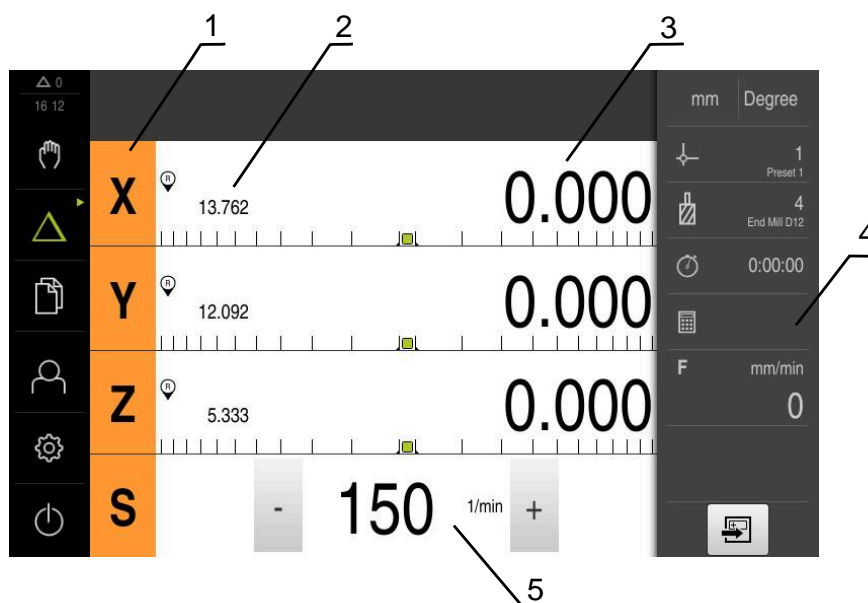 1 2 3
0
16 12
mm Degree
X R 13.762 0.000
1
Preset 1
4
End Mill D12
4
Y R 12.092 0.000
0:00:00
Z R 5.333 0.000
F mm/min
0
S - 150 1/min +
5